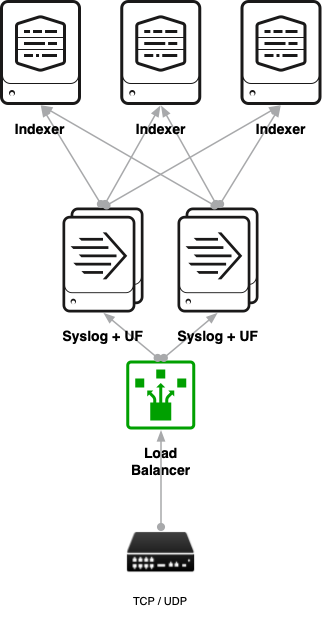 Indexer
Indexer
Indexer
Syslog + UF
Syslog + UF
Load
Balancer
TCP / UDP